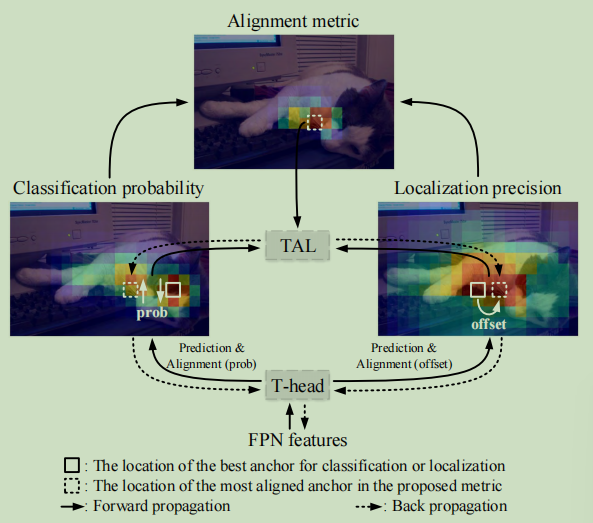 Alignment metric
Classification probability
Localization precision
TAL
prob
offset
Prediction &
Alignment (prob)
Prediction &
Alignment (offset)
T-head
FPN features
: The location of the best anchor for classification or localization
: The location of the most aligned anchor in the proposed metric
: Forward propagation
: Back propagation